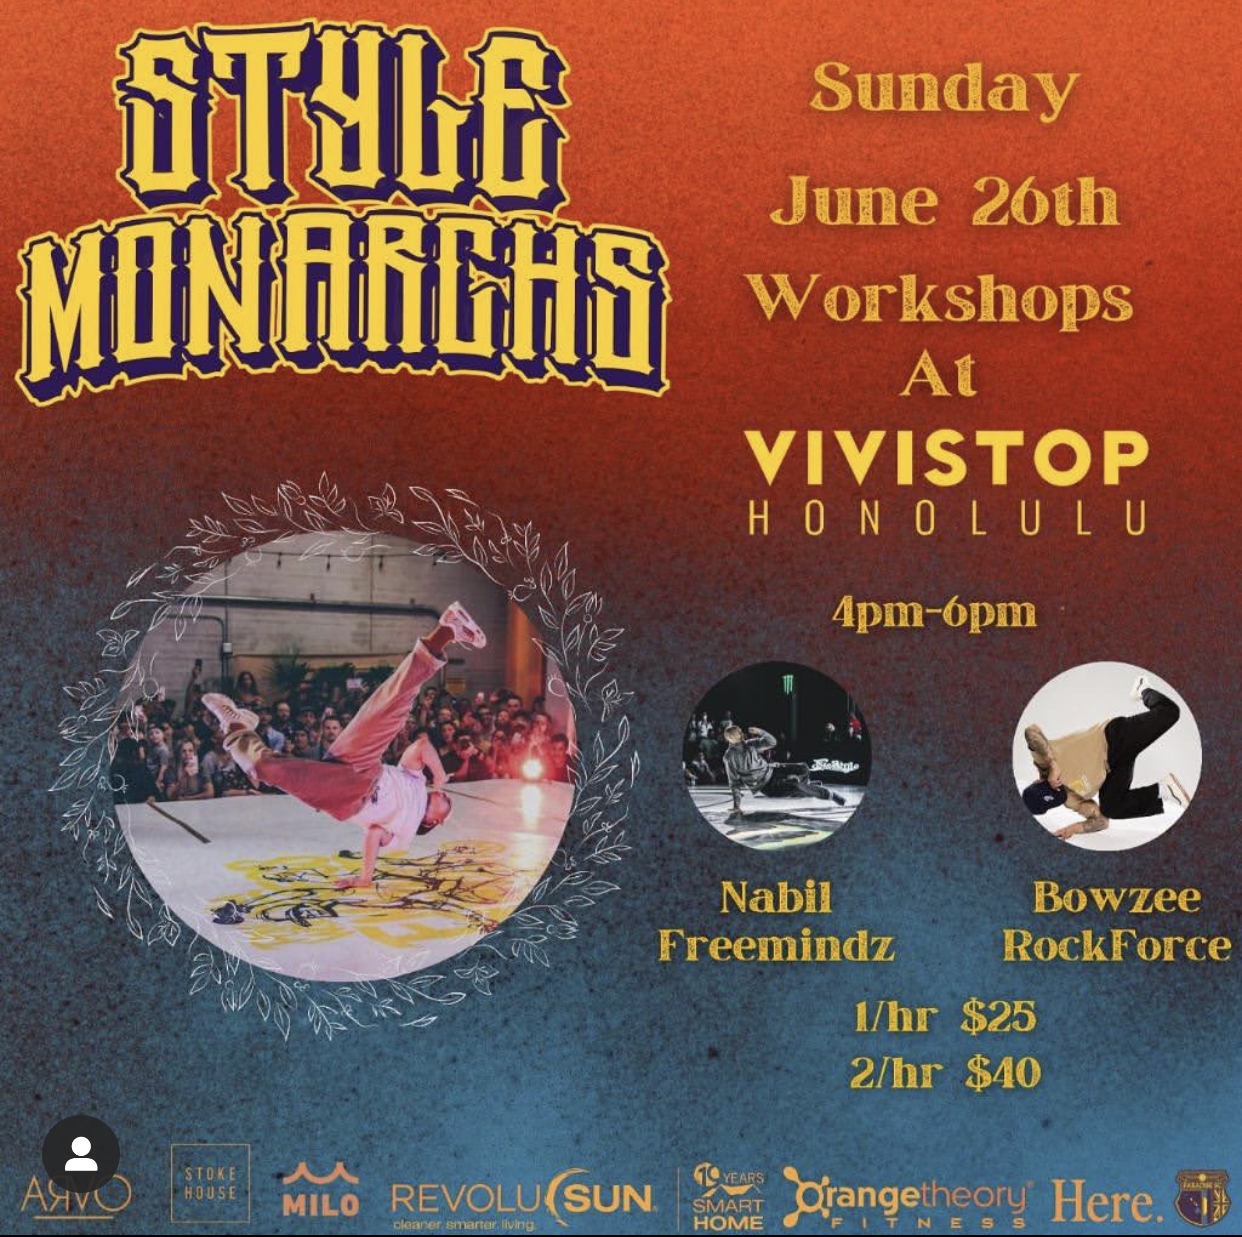 STYLE
MONARCHS
Sunday
June 26th
Workshops
At
VIVISTOP
HONOLULU
4pm-6pm
Nabil
Freemindz
Bowzee
RockForce
1/hr $25
2/hr $40
ARVO
STOKE
HOUSE
MILO
REVOLUSUN
cleaner. smarter. living.
19 YEARS
SMART
HOME
Orangetheory
FITNESS
Here.